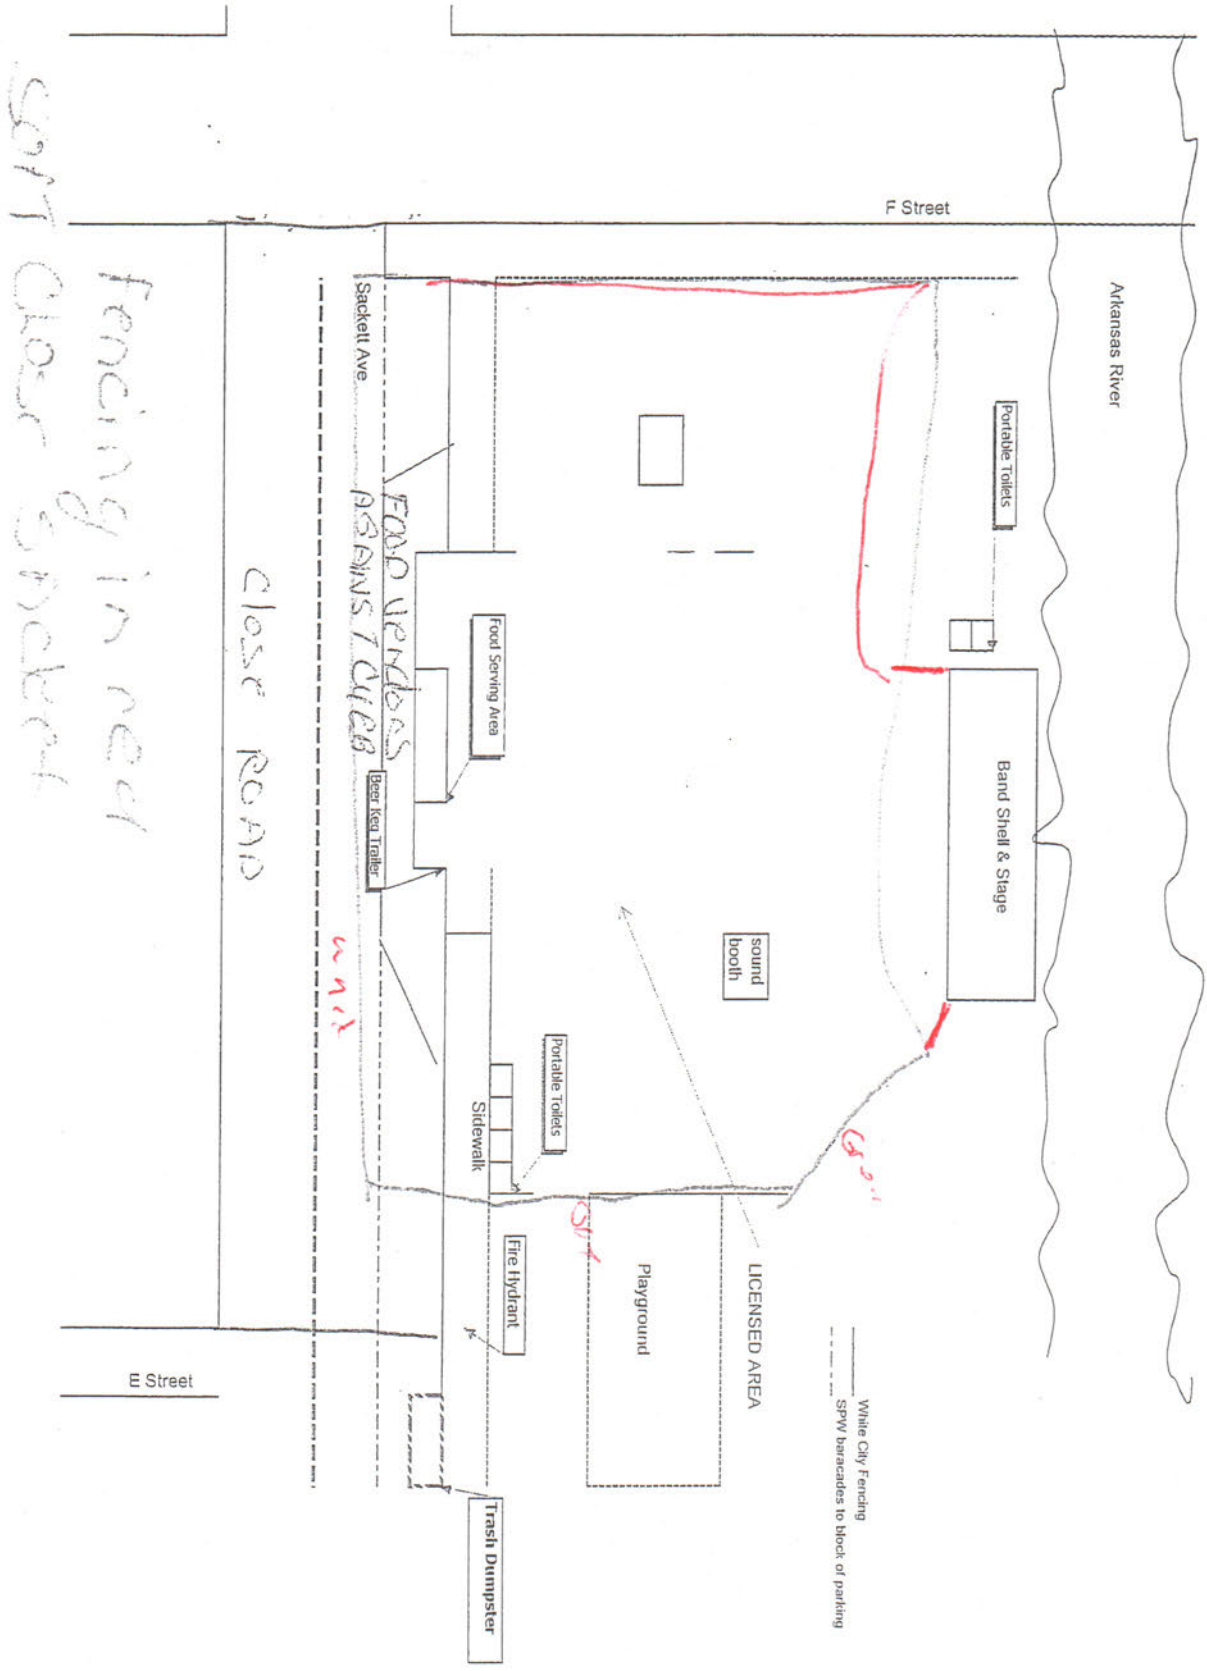 Arkansas River
F Street
Portable Toilets
Band Shell & Stage
White City Fencing
SPW baracades to block of parking
LICENSED AREA
sound
booth
Playground
Portable Toilets
Fire Hydrant
Food Serving Area
Sidewalk
Trash Dumpster
Sackett Ave
Beer Keg Trailer
FOOD VENdORS
AGAINST CURB
Close ROAD
E Street
Fencing in red